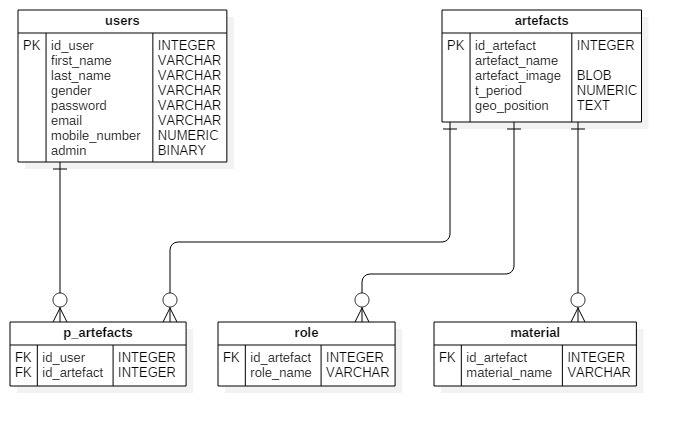 users
PK id_user INTEGER
first_name VARCHAR
last_name VARCHAR
gender VARCHAR
password VARCHAR
email VARCHAR
mobile_number NUMERIC
admin BINARY
artefacts
PK id_artefact INTEGER
artefact_name
artefact_image BLOB
t_period NUMERIC
geo_position TEXT
p_artefacts
FK id_user INTEGER
FK id_artefact INTEGER
role
FK id_artefact INTEGER
role_name VARCHAR
material
FK id_artefact INTEGER
material_name VARCHAR